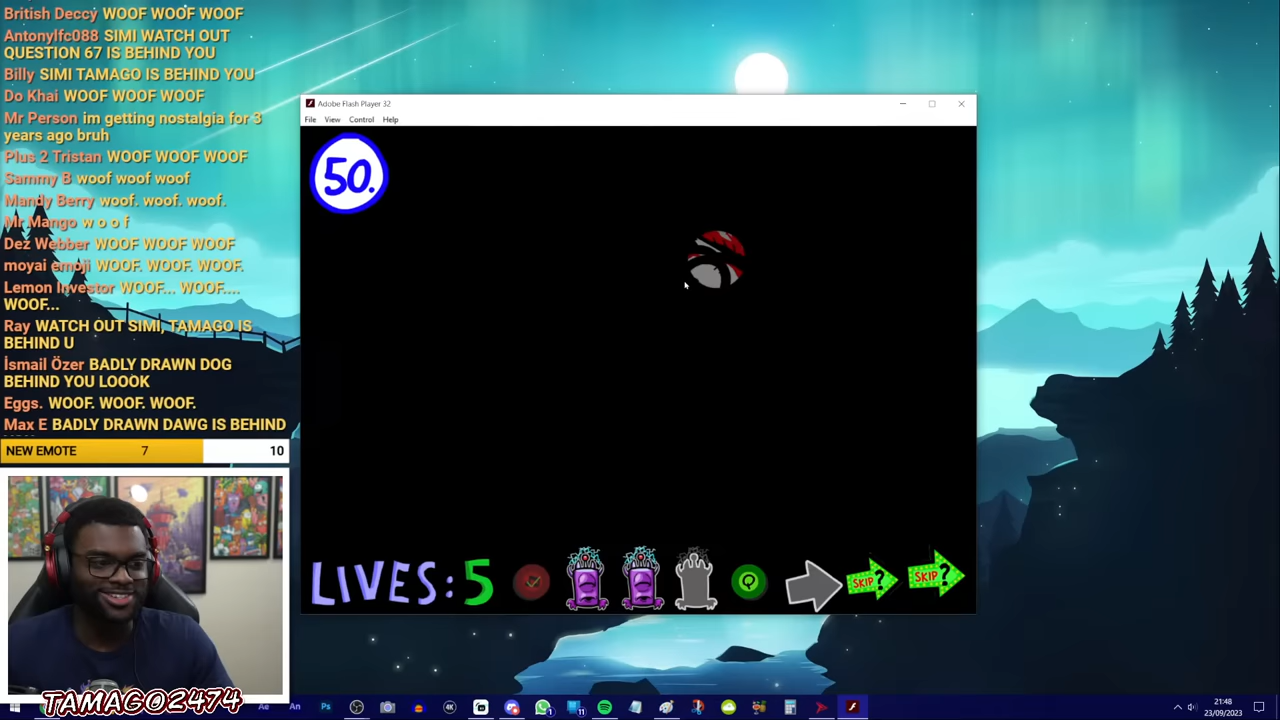 British Deccy WOOF WOOF WOOF
Antonylfc088 SIMI WATCH OUT
QUESTION 67 IS BEHIND YOU
Billy SIMI TAMAGO IS BEHIND YOU
Do Khai WOOF WOOF WOOF
Mr Person im getting nostalgia for 3
years ago bruh
Plus 2 Tristan WOOF WOOF WOOF
Sammy B woof woof woof
Mandy Berry woof. woof. woof.
Mr Mango w o o f
Dez Webber WOOF WOOF WOOF
moyai emoji WOOF. WOOF. WOOF.
Lemon Investor WOOF... WOOF....
WOOF...
Ray WATCH OUT SIMI, TAMAGO IS
BEHIND U
İsmail Özer BADLY DRAWN DOG
BEHIND YOU LOOOK
Eggs. WOOF. WOOF. WOOF.
Max E BADLY DRAWN DAWG IS BEHIND
NEW EMOTE 7 10
TAMAGO2474
Adobe Flash Player 32
File View Control Help
50.
LIVES: 5
SKIP?
SKIP?
Ae An Ps 4K
21:48
23/09/2023